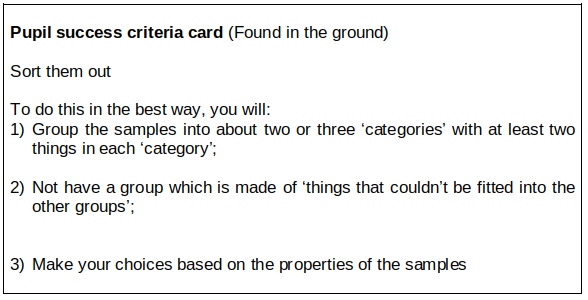 Pupil success criteria card (Found in the ground)
Sort them out
To do this in the best way, you will:
1) Group the samples into about two or three ‘categories’ with at least two
things in each ‘category’;
2) Not have a group which is made of ‘things that couldn’t be fitted into the
other groups’;
3) Make your choices based on the properties of the samples